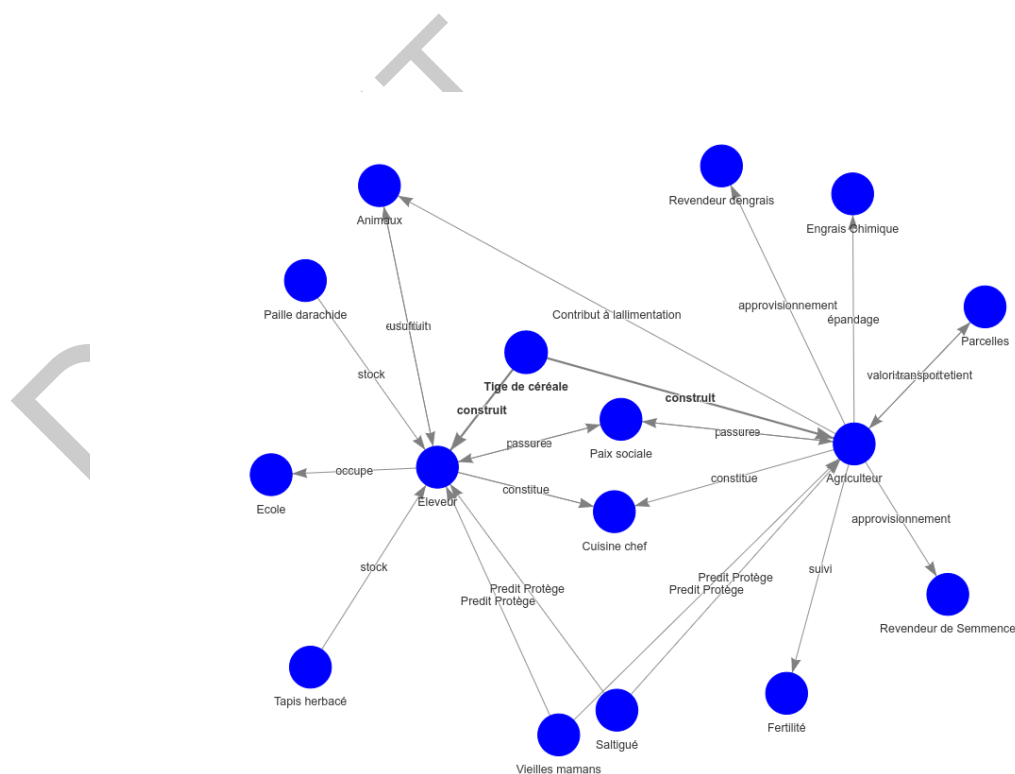 Revendeur dengrais
Animaux
Engrais Chimique
Paille darachide
approvisionnement
Contribut à lallimentation
épandage
Parcelles
stock
Tige de céréale
construit
construit
passures
passures
Paix sociale
occupe
Eleveur
Agriculteur
constitue
constitue
Ecole
Cuisine chef
approvisionnement
stock
suivi
Predit Protège
Predit Protège
Predit Protège
Predit Protège
Revendeur de Semmence
Tapis herbacé
Fertilité
Saltigué
Vieilles mamans